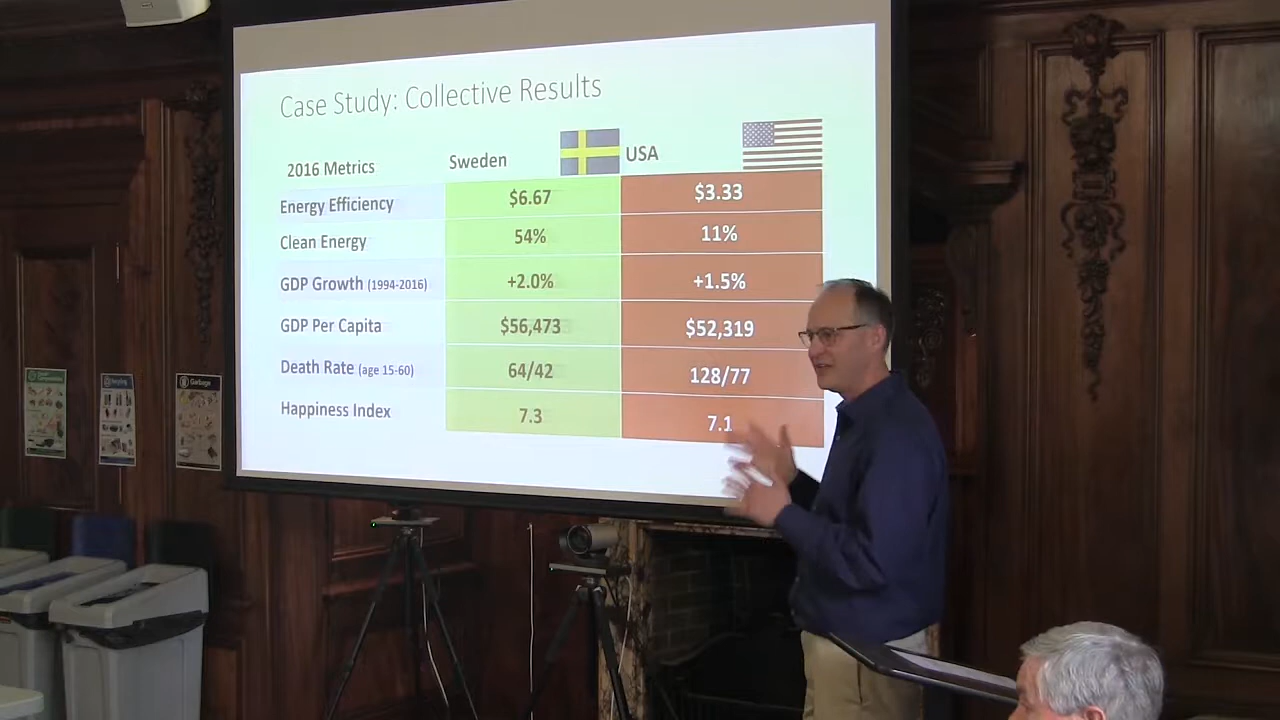 Case Study: Collective Results
2016 Metrics Sweden USA
Energy Efficiency $6.67 $3.33
Clean Energy 54% 11%
GDP Growth (1994-2016) +2.0% +1.5%
GDP Per Capita $56,473 $52,319
Death Rate (age 15-60) 64/42 128/77
Happiness Index 7.3 7.1
Recycling
Garbage